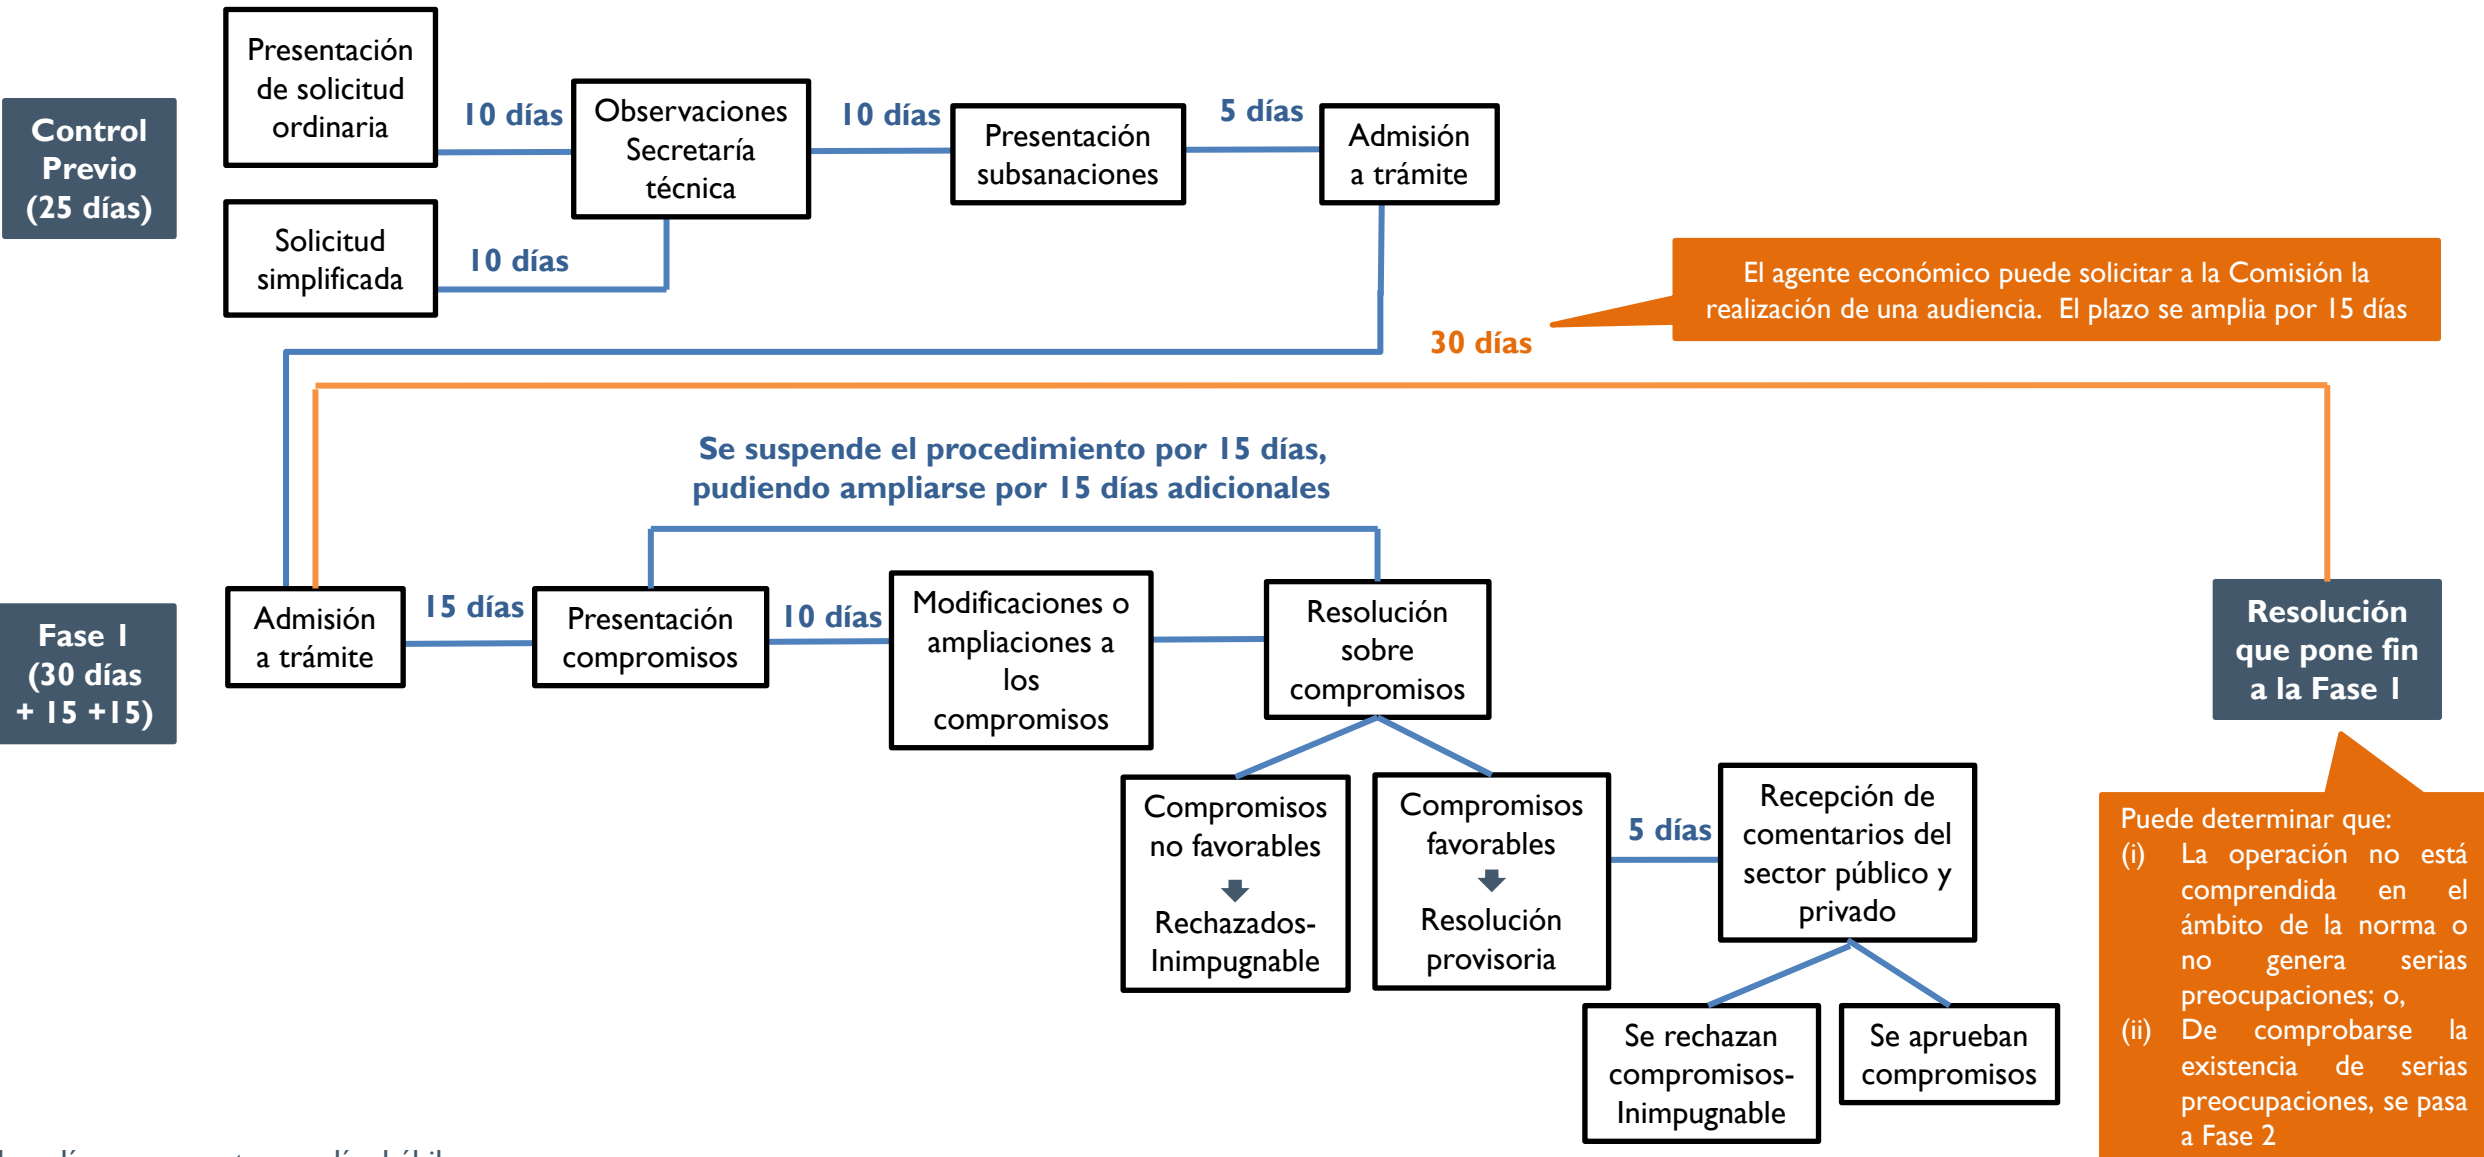 Presentación
de solicitud
ordinaria
Control
Previo
(25 días)
10 días
Observaciones
Secretaría
técnica
10 días
Presentación
subsanaciones
5 días
Admisión
a trámite
Solicitud
simplificada
10 días
El agente económico puede solicitar a la Comisión la
realización de una audiencia. El plazo se amplia por 15 días
30 días
Se suspende el procedimiento por 15 días,
pudiendo ampliarse por 15 días adicionales
Fase 1
(30 días
+ 15 +15)
Admisión
a trámite
15 días
Presentación
compromisos
10 días
Modificaciones o
ampliaciones a
los
compromisos
Resolución
sobre
compromisos
Resolución
que pone fin
a la Fase 1
Compromisos
no favorables
Rechazados-
Inimpugnable
Compromisos
favorables
Resolución
provisoria
5 días
Recepción de
comentarios del
sector público y
privado
Se rechazan
compromisos-
Inimpugnable
Se aprueban
compromisos
Puede determinar que:
(i) La operación no está
comprendida en el
ámbito de la norma o
no genera serias
preocupaciones; o,
(ii) De comprobarse la
existencia de serias
preocupaciones, se pasa
a Fase 2